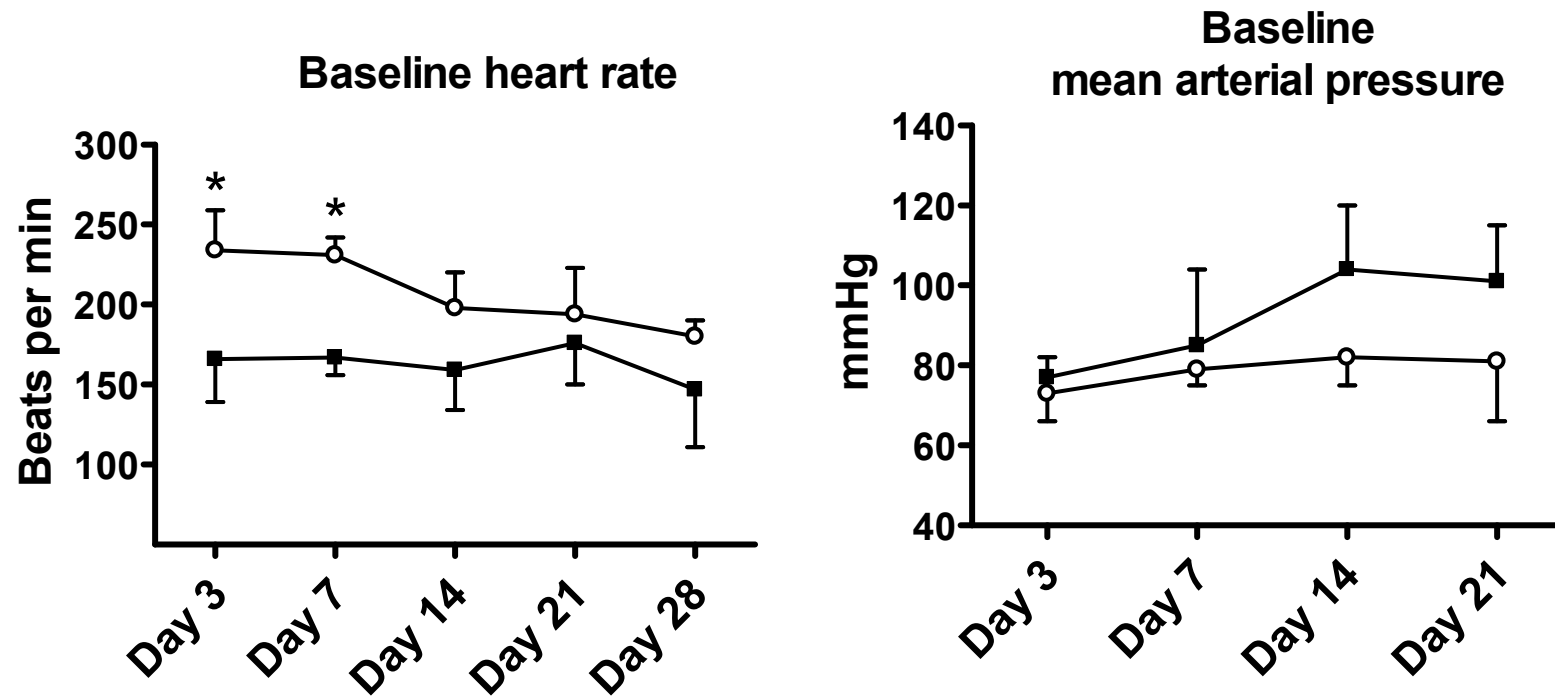 Baseline heart rate
Beats per min
300
250
200
150
100
*
*
Day 3
Day 7
Day 14
Day 21
Day 28
Baseline
mean arterial pressure
mmHg
140
120
100
80
60
40
Day 3
Day 7
Day 14
Day 21